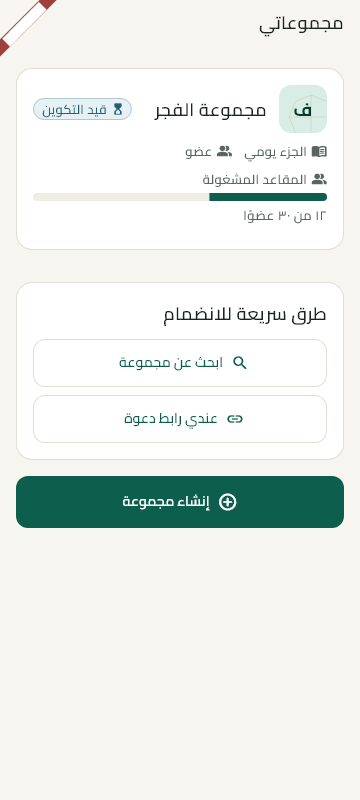 مجموعاتي
ف
مجموعة الفجر
قيد التكوين
الجزء يومي
عضو
المقاعد المشغولة
١٢ من ٣٠ عضوًا
طرق سريعة للانضمام
ابحث عن مجموعة
عندي رابط دعوة
إنشاء مجموعة